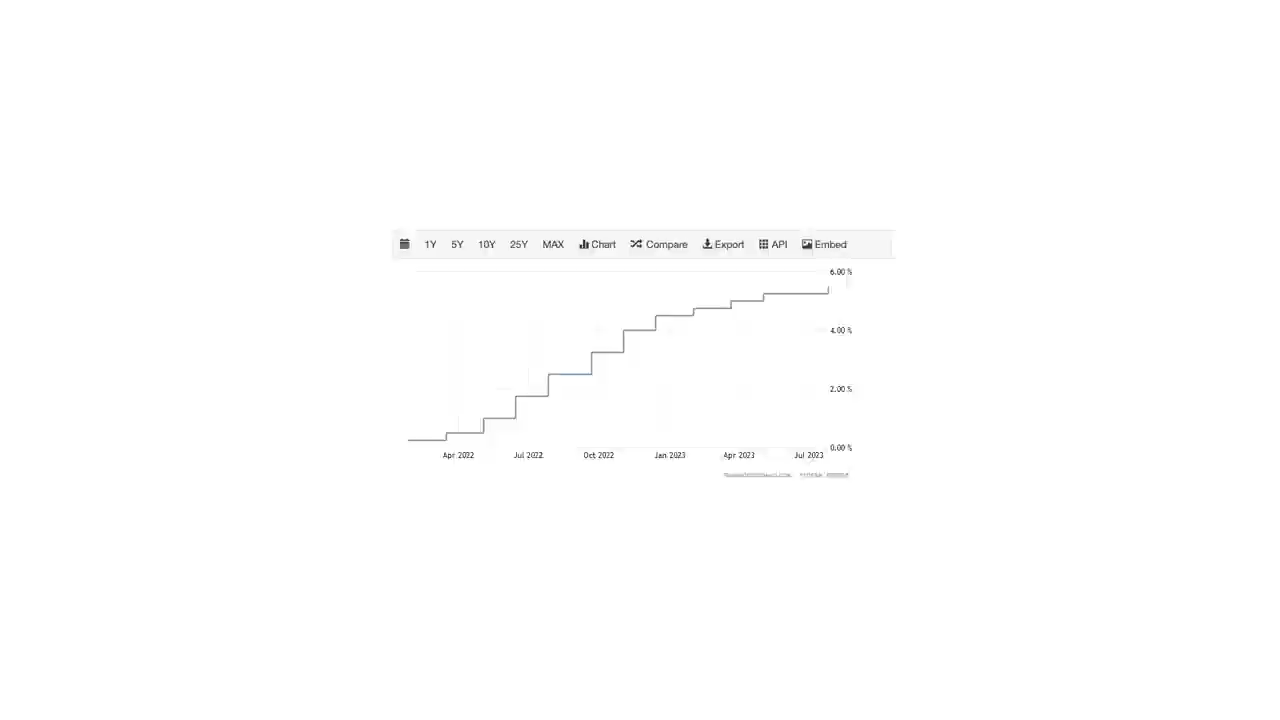 1Y 5Y 10Y 25Y MAX Chart Compare Export API Embed
6.00 %
4.00 %
2.00 %
0.00 %
Apr 2022 Jul 2022 Oct 2022 Jan 2023 Apr 2023 Jul 2023